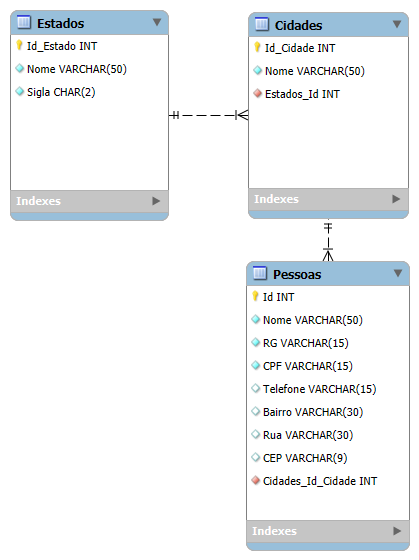 Estados
Id_Estado INT
Nome VARCHAR(50)
Sigla CHAR(2)
Indexes
Cidades
Id_Cidade INT
Nome VARCHAR(50)
Estados_Id INT
Indexes
Pessoas
Id INT
Nome VARCHAR(50)
RG VARCHAR(15)
CPF VARCHAR(15)
Telefone VARCHAR(15)
Bairro VARCHAR(30)
Rua VARCHAR(30)
CEP VARCHAR(9)
Cidades_Id_Cidade INT
Indexes